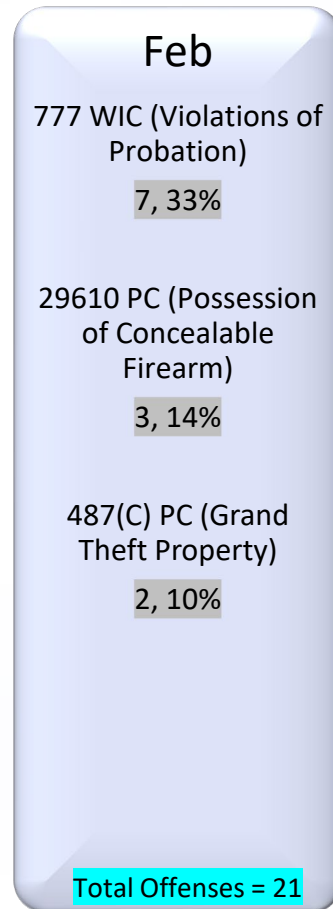 Feb
777 WIC (Violations of
Probation)
7, 33%
29610 PC (Possession
of Concealable
Firearm)
3, 14%
487(C) PC (Grand
Theft Property)
2, 10%
Total Offenses = 21